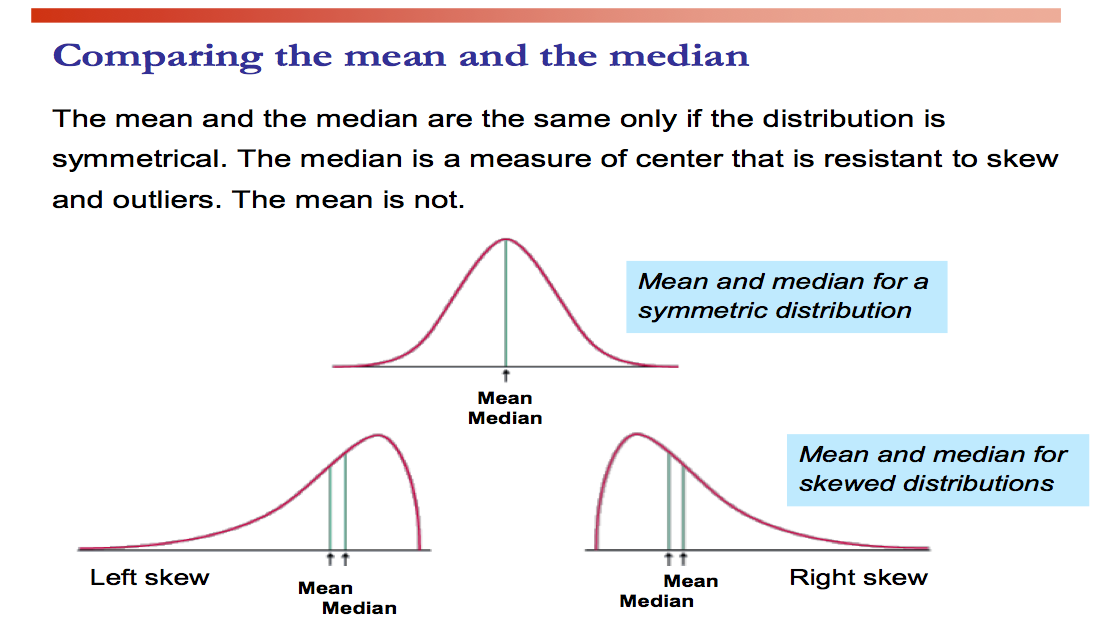 Comparing the mean and the median
The mean and the median are the same only if the distribution is
symmetrical. The median is a measure of center that is resistant to skew
and outliers. The mean is not.
Mean and median for a
symmetric distribution
Mean
Median
Mean and median for
skewed distributions
Left skew
Mean
Median
Mean
Median
Right skew